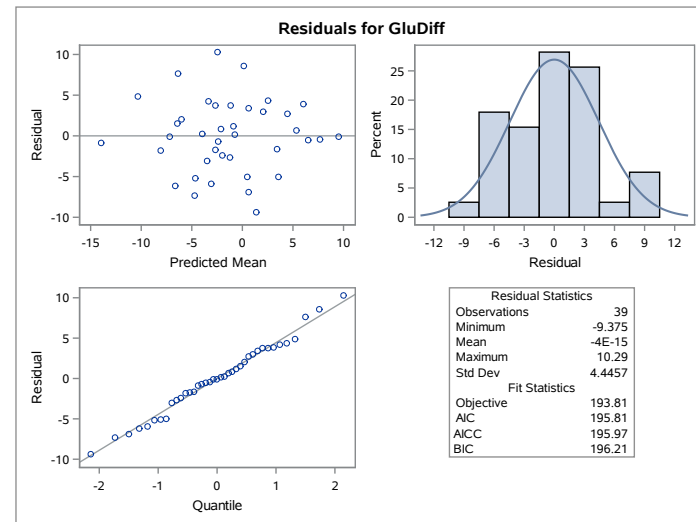 Residuals for GluDiff
10
5
0
-5
-10
Residual
-15
-10
-5
0
5
10
Predicted Mean
25
20
15
10
5
0
Percent
-12
-9
-6
-3
0
3
6
9
12
Residual
10
5
0
-5
-10
Residual
-2
-1
0
1
2
Quantile
Residual Statistics
Observations 39
Minimum -9.375
Mean -4E-15
Maximum 10.29
Std Dev 4.4457
Fit Statistics
Objective 193.81
AIC 195.81
AICC 195.97
BIC 196.21